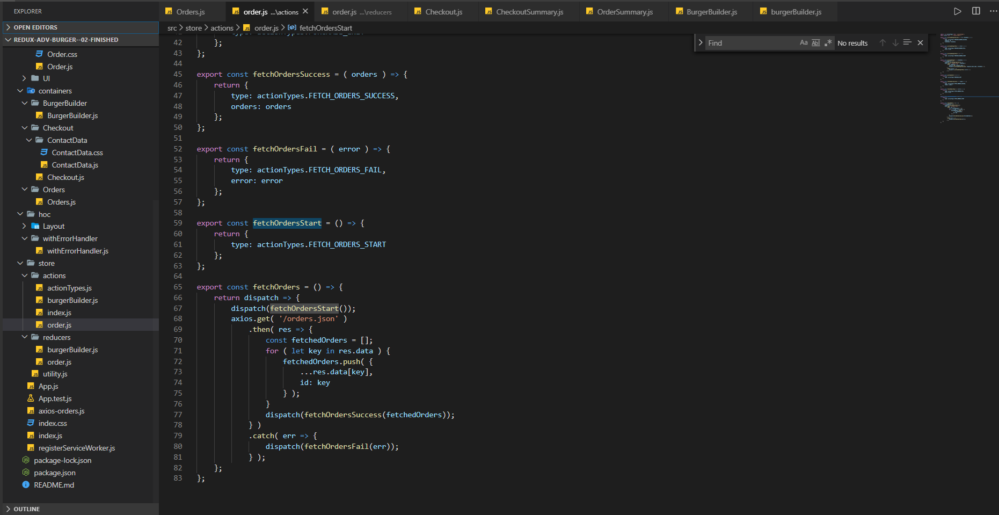 EXPLORER
OPEN EDITORS
REDUX-ADV-BURGER--02-FINISHED
Order.css
Order.js
UI
containers
BurgerBuilder
BurgerBuilder.js
Checkout
ContactData
ContactData.css
ContactData.js
Checkout.js
Orders
Orders.js
hoc
Layout
withErrorHandler
withErrorHandler.js
store
actions
actionTypes.js
burgerBuilder.js
index.js
order.js
reducers
burgerBuilder.js
order.js
utility.js
App.js
App.test.js
axios-orders.js
index.css
index.js
registerServiceWorker.js
package-lock.json
package.json
README.md
OUTLINE
Orders.js order.js ...\actions order.js ...\reducers Checkout.js CheckoutSummary.js OrderSummary.js BurgerBuilder.js burgerBuilder.js
src > store > actions > order.js > fetchOrdersStart
Find Aa Abl .* No results
42 };
43 };
44
45 export const fetchOrdersSuccess = ( orders ) => {
46 return {
47 type: actionTypes.FETCH_ORDERS_SUCCESS,
48 orders: orders
49 };
50 };
51
52 export const fetchOrdersFail = ( error ) => {
53 return {
54 type: actionTypes.FETCH_ORDERS_FAIL,
55 error: error
56 };
57 };
58
59 export const fetchOrdersStart = () => {
60 return {
61 type: actionTypes.FETCH_ORDERS_START
62 };
63 };
64
65 export const fetchOrders = () => {
66 return dispatch => {
67 dispatch(fetchOrdersStart());
68 axios.get( '/orders.json' )
69 .then( res => {
70 const fetchedOrders = [];
71 for ( let key in res.data ) {
72 fetchedOrders.push( {
73 ...res.data[key],
74 id: key
75 } );
76 }
77 dispatch(fetchOrdersSuccess(fetchedOrders));
78 } )
79 .catch( err => {
80 dispatch(fetchOrdersFail(err));
81 } );
82 };
83 };